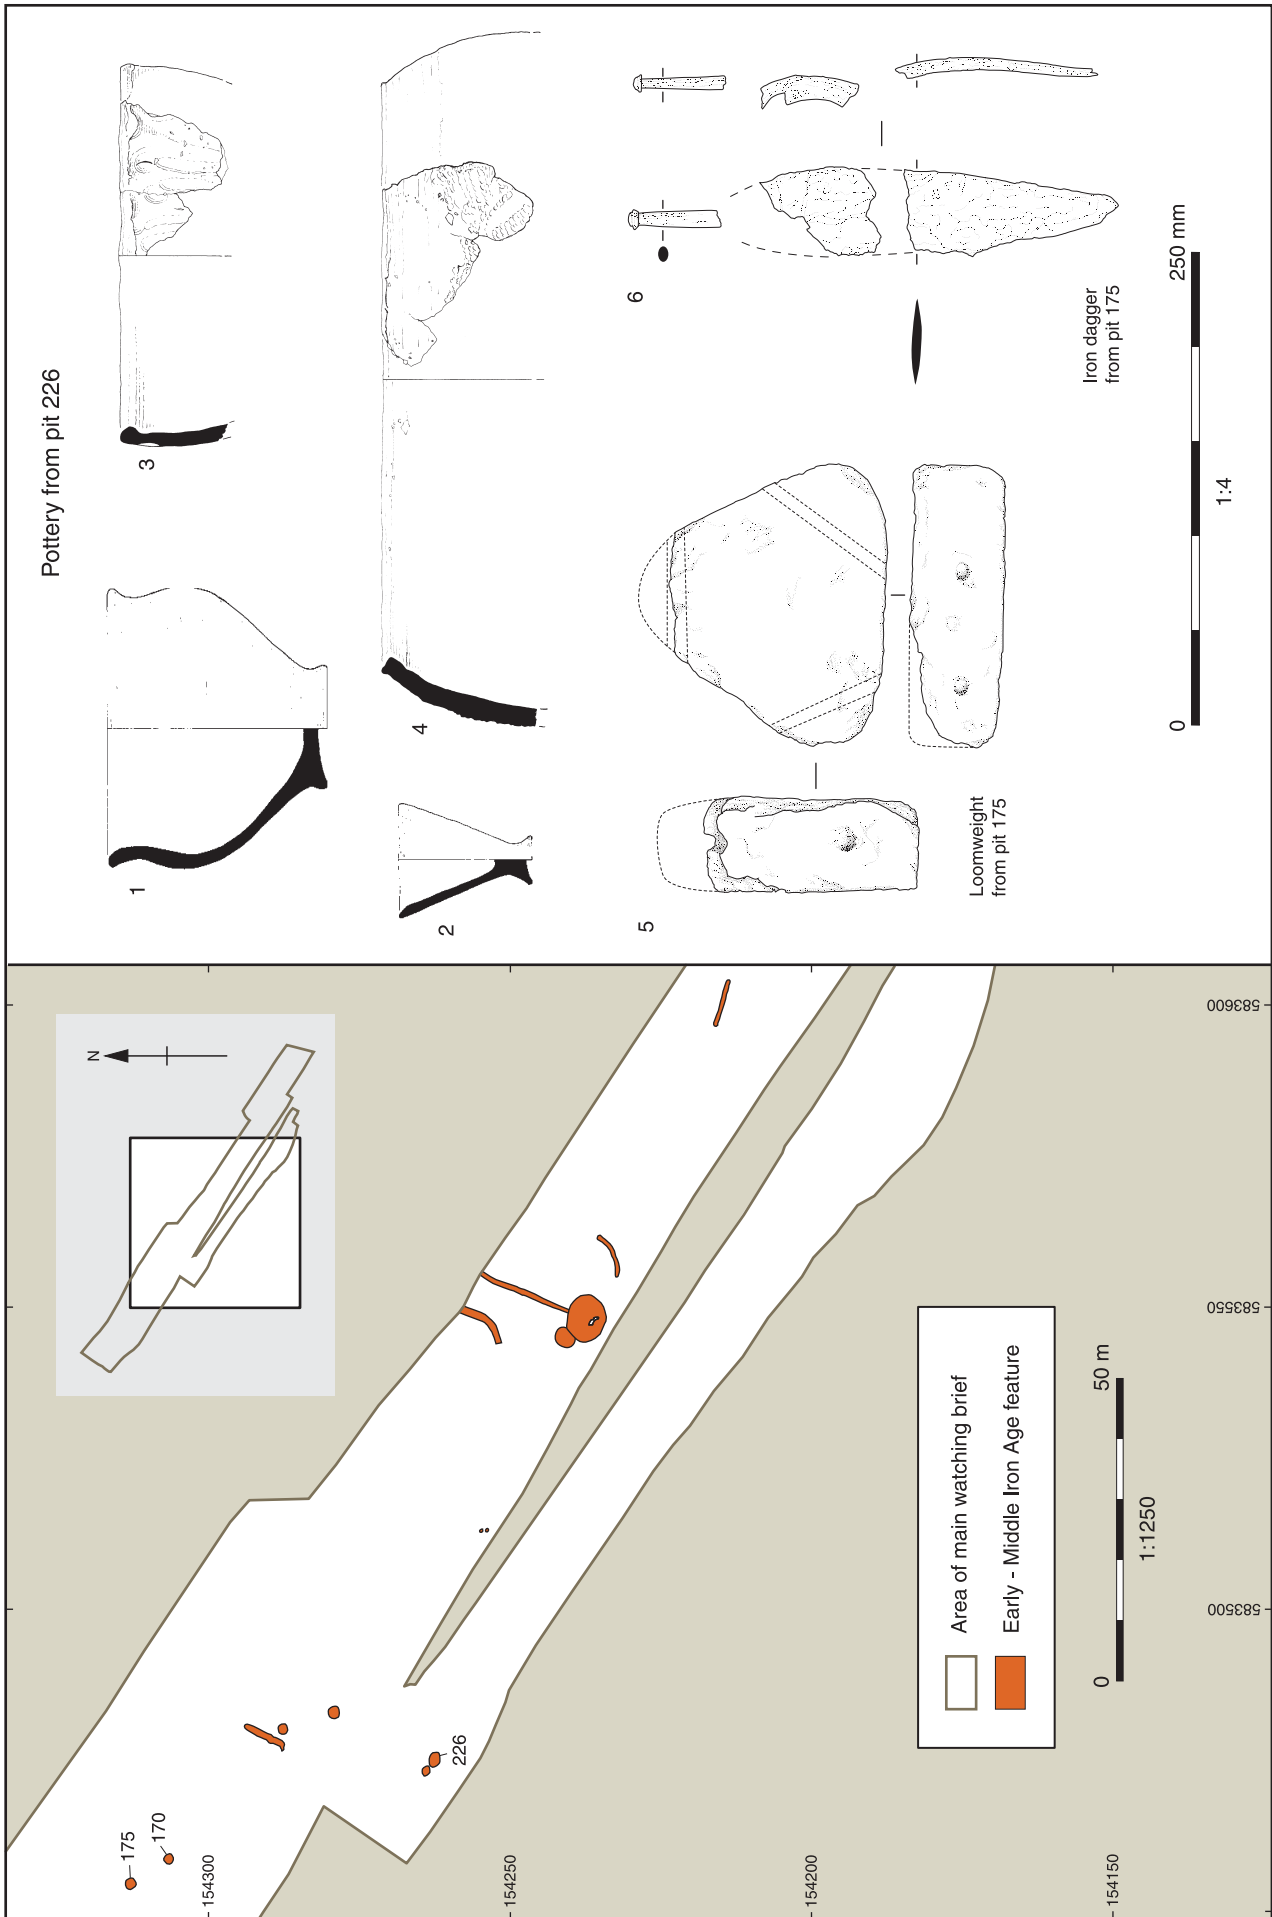 N
175
170
226
154300
154250
154200
154150
583500
583550
583600
Area of main watching brief
Early - Middle Iron Age feature
0
50 m
1:1250
Pottery from pit 226
1
2
3
4
5
6
Loomweight
from pit 175
Iron dagger
from pit 175
0
250 mm
1:4